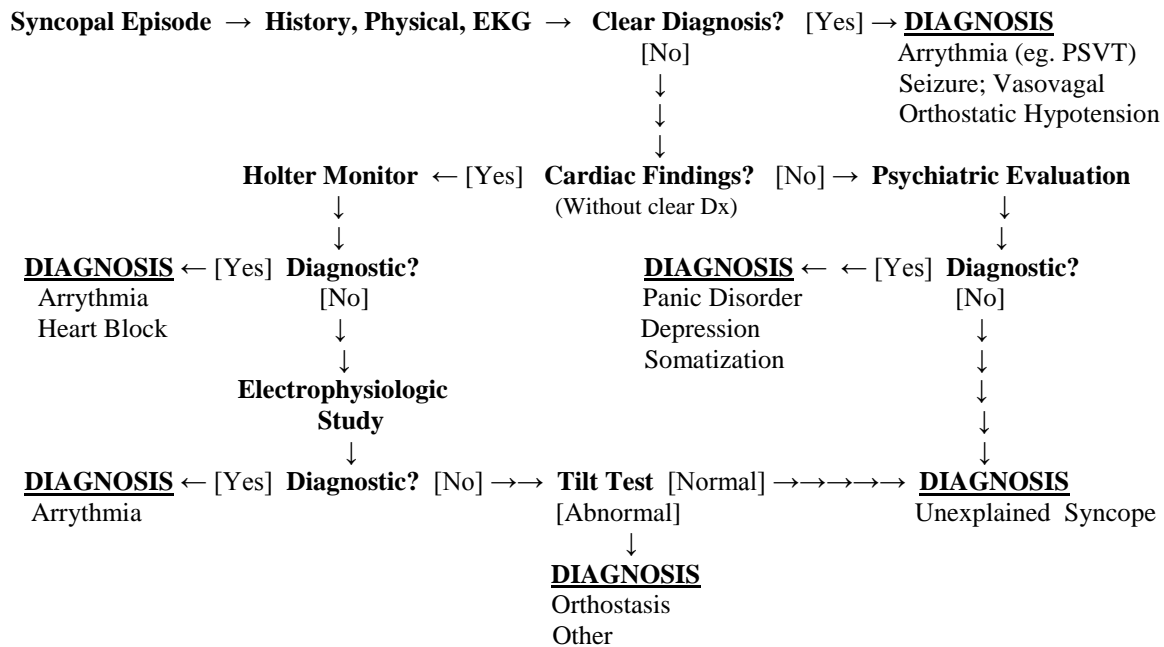 Syncopal Episode → History, Physical, EKG → Clear Diagnosis? [Yes] → DIAGNOSIS
[No] Arrythmia (eg. PSVT)
↓ Seizure; Vasovagal
↓ Orthostatic Hypotension
↓
Holter Monitor ← [Yes] Cardiac Findings? [No] → Psychiatric Evaluation
↓ (Without clear Dx) ↓
↓ ↓
DIAGNOSIS ← [Yes] Diagnostic? DIAGNOSIS ← ← [Yes] Diagnostic?
Arrythmia [No] Panic Disorder [No]
Heart Block ↓ Depression ↓
↓ Somatization ↓
Electrophysiologic ↓
Study ↓
↓ ↓
DIAGNOSIS ← [Yes] Diagnostic? [No] →→ Tilt Test [Normal] →→→→→ DIAGNOSIS
Arrythmia [Abnormal] Unexplained Syncope
↓
DIAGNOSIS
Orthostasis
Other